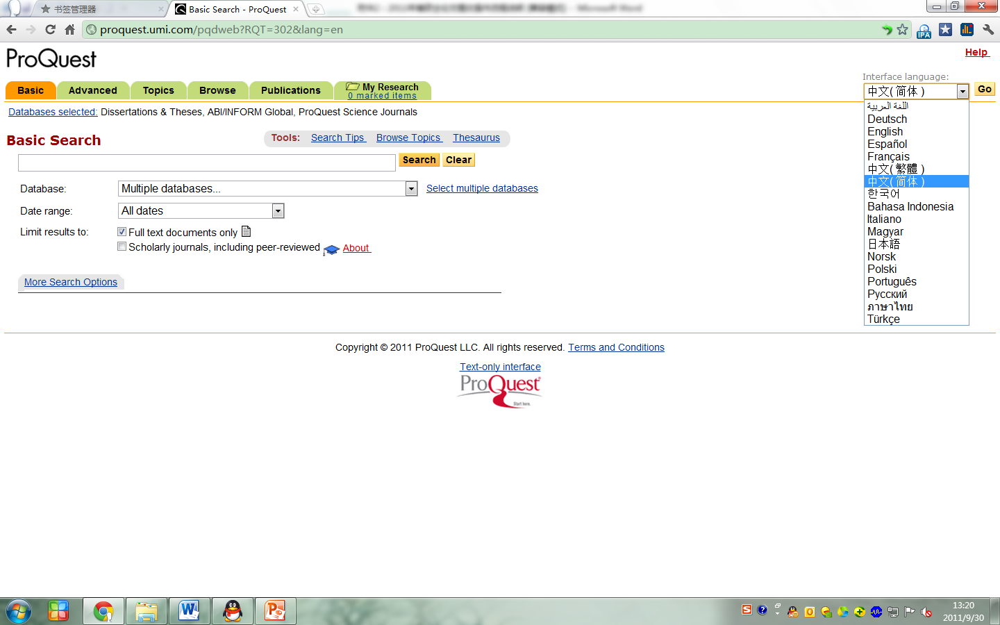 书签管理器
Basic Search - ProQuest
proquest.umi.com/pqdweb?RQT=302&lang=en
IPA
ProQuest
Help
Interface language:
中文( 简体 )
Go
Basic
Advanced
Topics
Browse
Publications
My Research
0 marked items
Databases selected: Dissertations & Theses, ABI/INFORM Global, ProQuest Science Journals
اللغة العربية
Deutsch
English
Español
Français
中文( 繁體 )
中文( 简体 )
한국어
Bahasa Indonesia
Italiano
Magyar
日本語
Norsk
Polski
Português
Русский
ภาษาไทย
Türkçe
Basic Search
Tools: Search Tips Browse Topics Thesaurus
Search
Clear
Database: Multiple databases... Select multiple databases
Date range: All dates
Limit results to: Full text documents only
Scholarly journals, including peer-reviewed About
More Search Options
Copyright © 2011 ProQuest LLC. All rights reserved. Terms and Conditions
Text-only interface
ProQuest
Start here.
13:20
2011/9/30